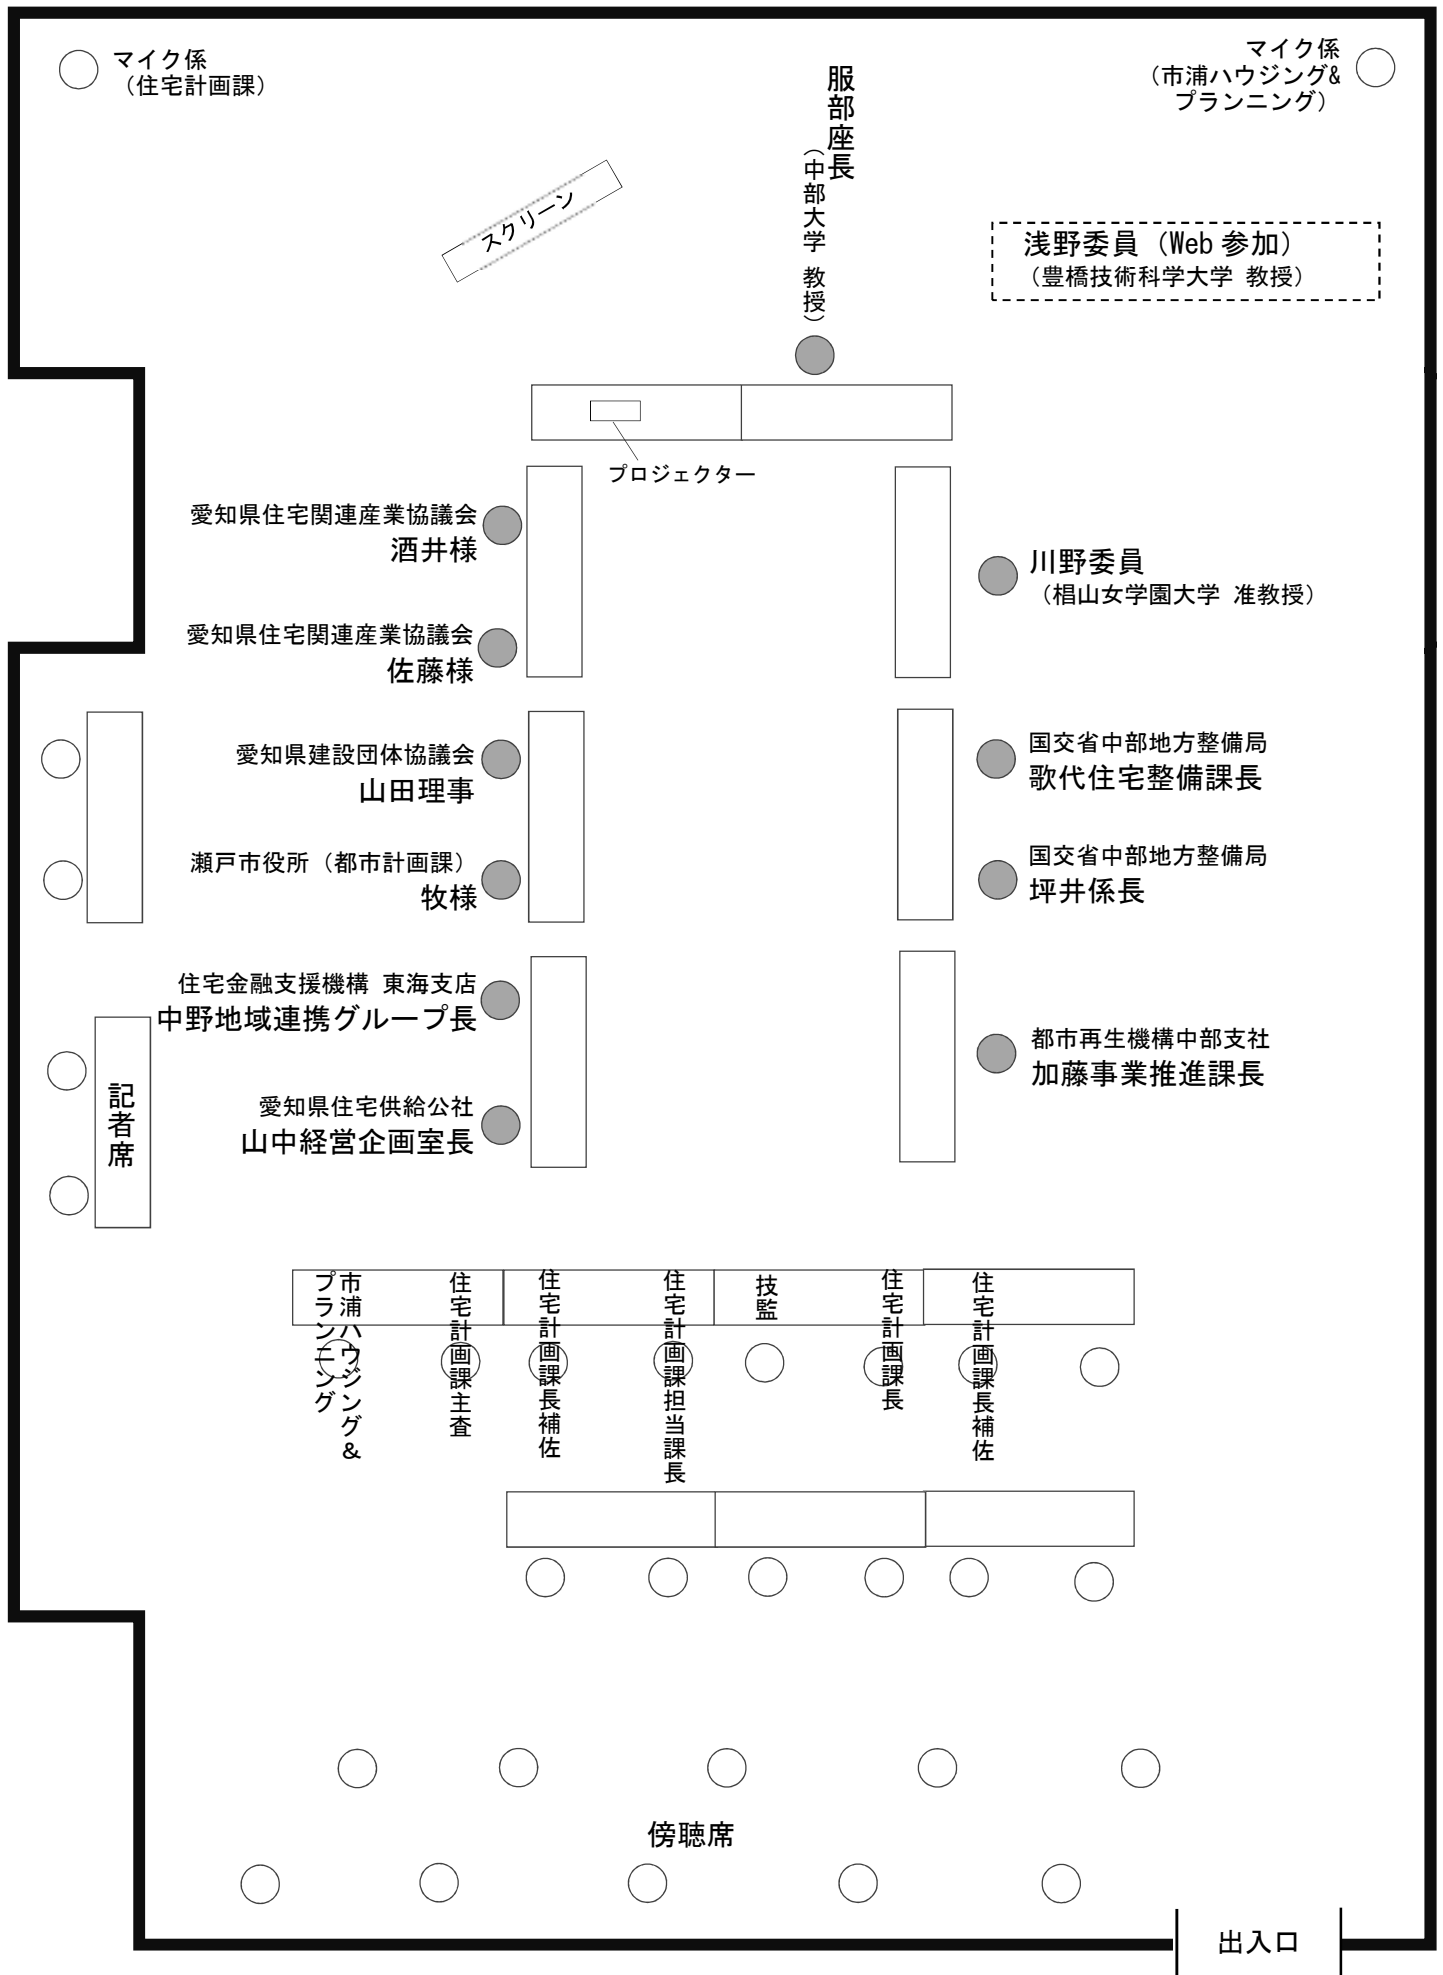 マイク係
（住宅計画課）
マイク係
（市浦ハウジング&
プランニング）
服部座長
（中部大学 教授）
スクリーン
浅野委員（Web 参加）
（豊橋技術科学大学 教授）
プロジェクター
愛知県住宅関連産業協議会
酒井様
愛知県住宅関連産業協議会
佐藤様
愛知県建設団体協議会
山田理事
瀬戸市役所（都市計画課）
牧様
住宅金融支援機構 東海支店
中野地域連携グループ長
愛知県住宅供給公社
山中経営企画室長
川野委員
（椙山女学園大学 准教授）
国交省中部地方整備局
歌代住宅整備課長
国交省中部地方整備局
坪井係長
都市再生機構中部支社
加藤事業推進課長
記者席
市浦ハウジング＆
プランニング
住宅計画課主査
住宅計画課長補佐
住宅計画課担当課長
技監
住宅計画課長
住宅計画課長補佐
傍聴席
出入口